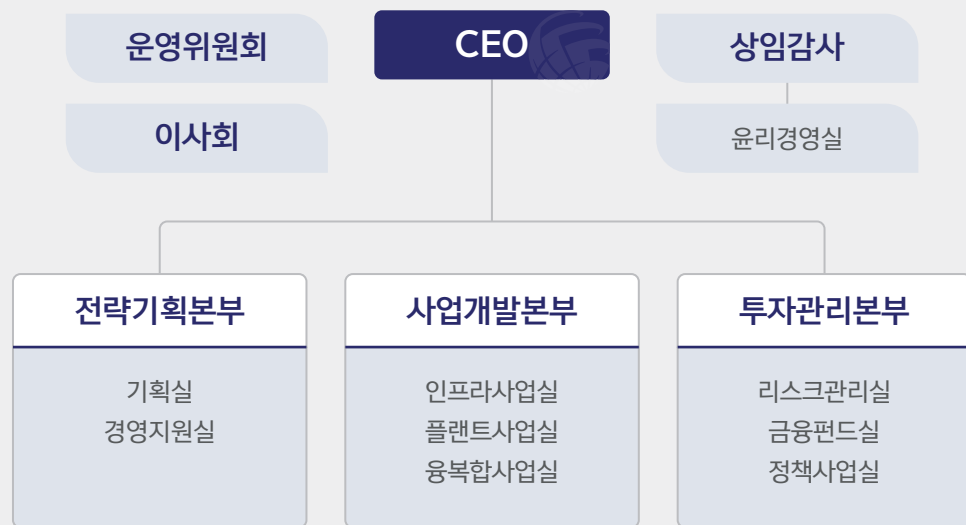 운영위원회
CEO
상임감사
이사회
윤리경영실
전략기획본부
기획실
경영지원실
사업개발본부
인프라사업실
플랜트사업실
융복합사업실
투자관리본부
리스크관리실
금융펀드실
정책사업실